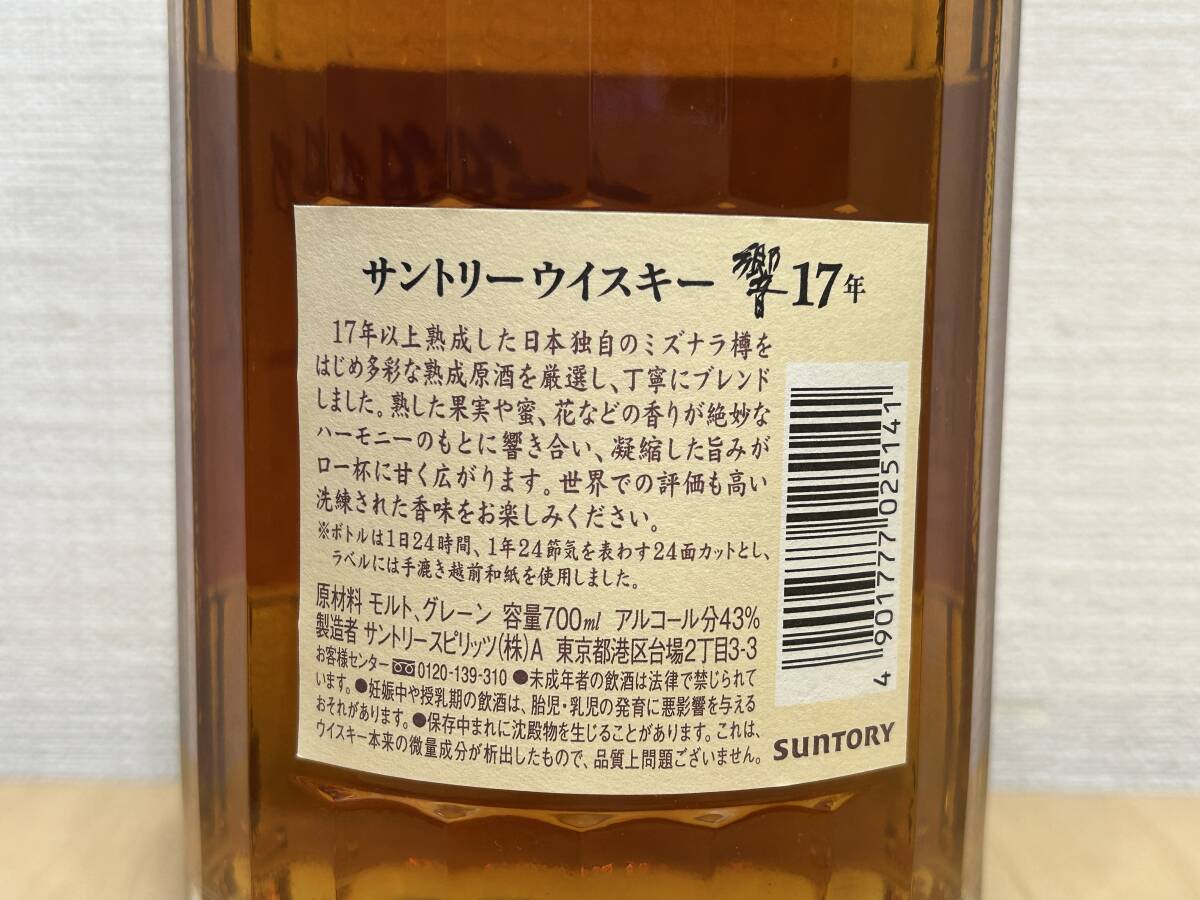 サントリーウイスキー 響 17年
17年以上熟成した日本独自のミズナラ樽を
はじめ多彩な熟成原酒を厳選し、丁寧にブレンド
しました。熟した果実や蜜、花などの香りが絶妙な
ハーモニーのもとに響き合い、凝縮した旨みが
口一杯に甘く広がります。世界での評価も高い
洗練された香味をお楽しみください。
※ボトルは1日24時間、1年24節気を表わす24面カットとし、
ラベルには手漉き越前和紙を使用しました。
原材料 モルト、グレーン 容量700ml アルコール分43%
製造者 サントリースピリッツ(株)A 東京都港区台場2丁目3-3
お客様センター 0120-139-310 ●未成年者の飲酒は法律で禁じられて
います。●妊娠中や授乳期の飲酒は、胎児・乳児の発育に悪影響を与える
おそれがあります。●保存中まれに沈殿物を生じることがあります。これは、
ウイスキー本来の微量成分が析出したもので、品質上問題ございません。
4 901777 025141
SUNTORY